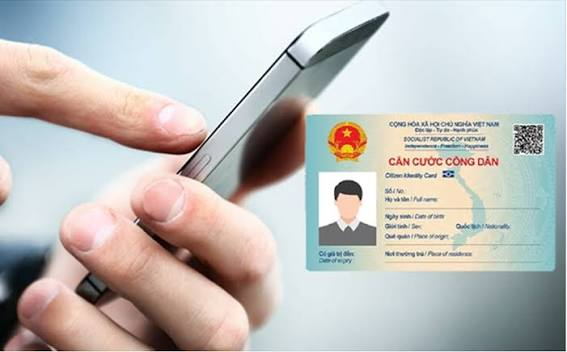 CỘNG HÒA XÃ HỘI CHỦ NGHĨA VIỆT NAM
Độc lập - Tự do - Hạnh phúc
SOCIALIST REPUBLIC OF VIETNAM
Independence - Freedom - Happiness
CĂN CƯỚC CÔNG DÂN
Citizen Identity Card
Số / No.
Họ và tên / Full name:
Ngày sinh / Date of birth
Giới tính / Sex: Quốc tịch / Nationality:
Quê quán / Place of origin:
Có giá trị đến: Nơi thường trú / Place of residence:
Date of expiry